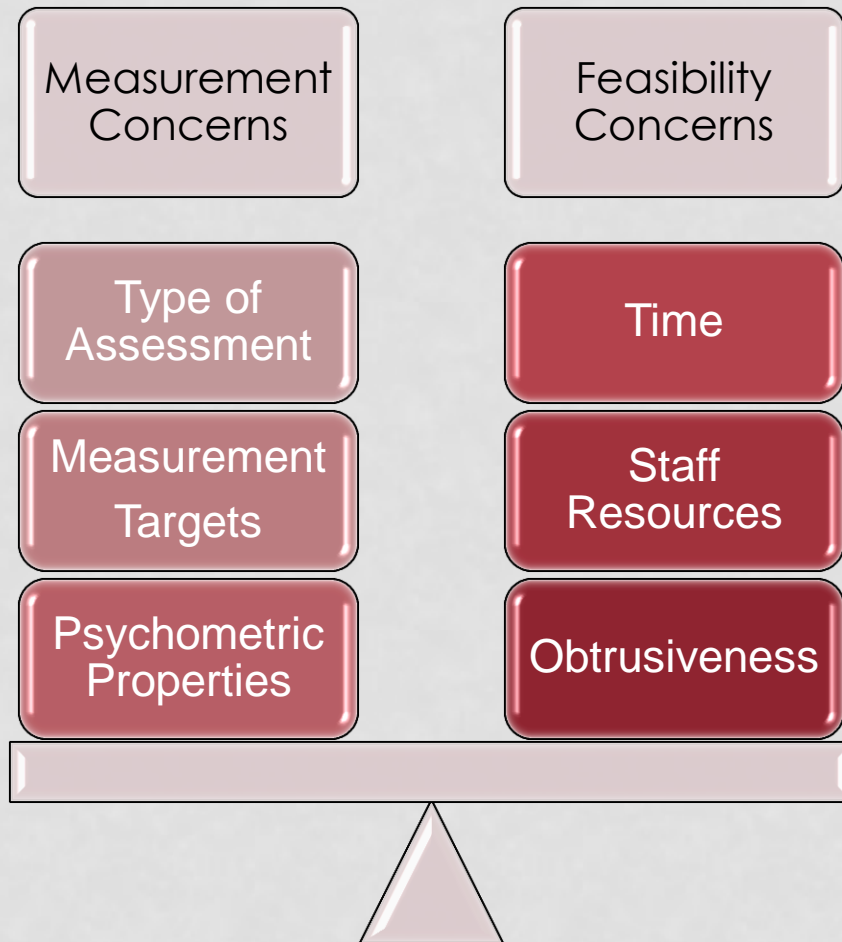 Measurement
Concerns
Type of
Assessment
Measurement
Targets
Psychometric
Properties
Feasibility
Concerns
Time
Staff
Resources
Obtrusiveness